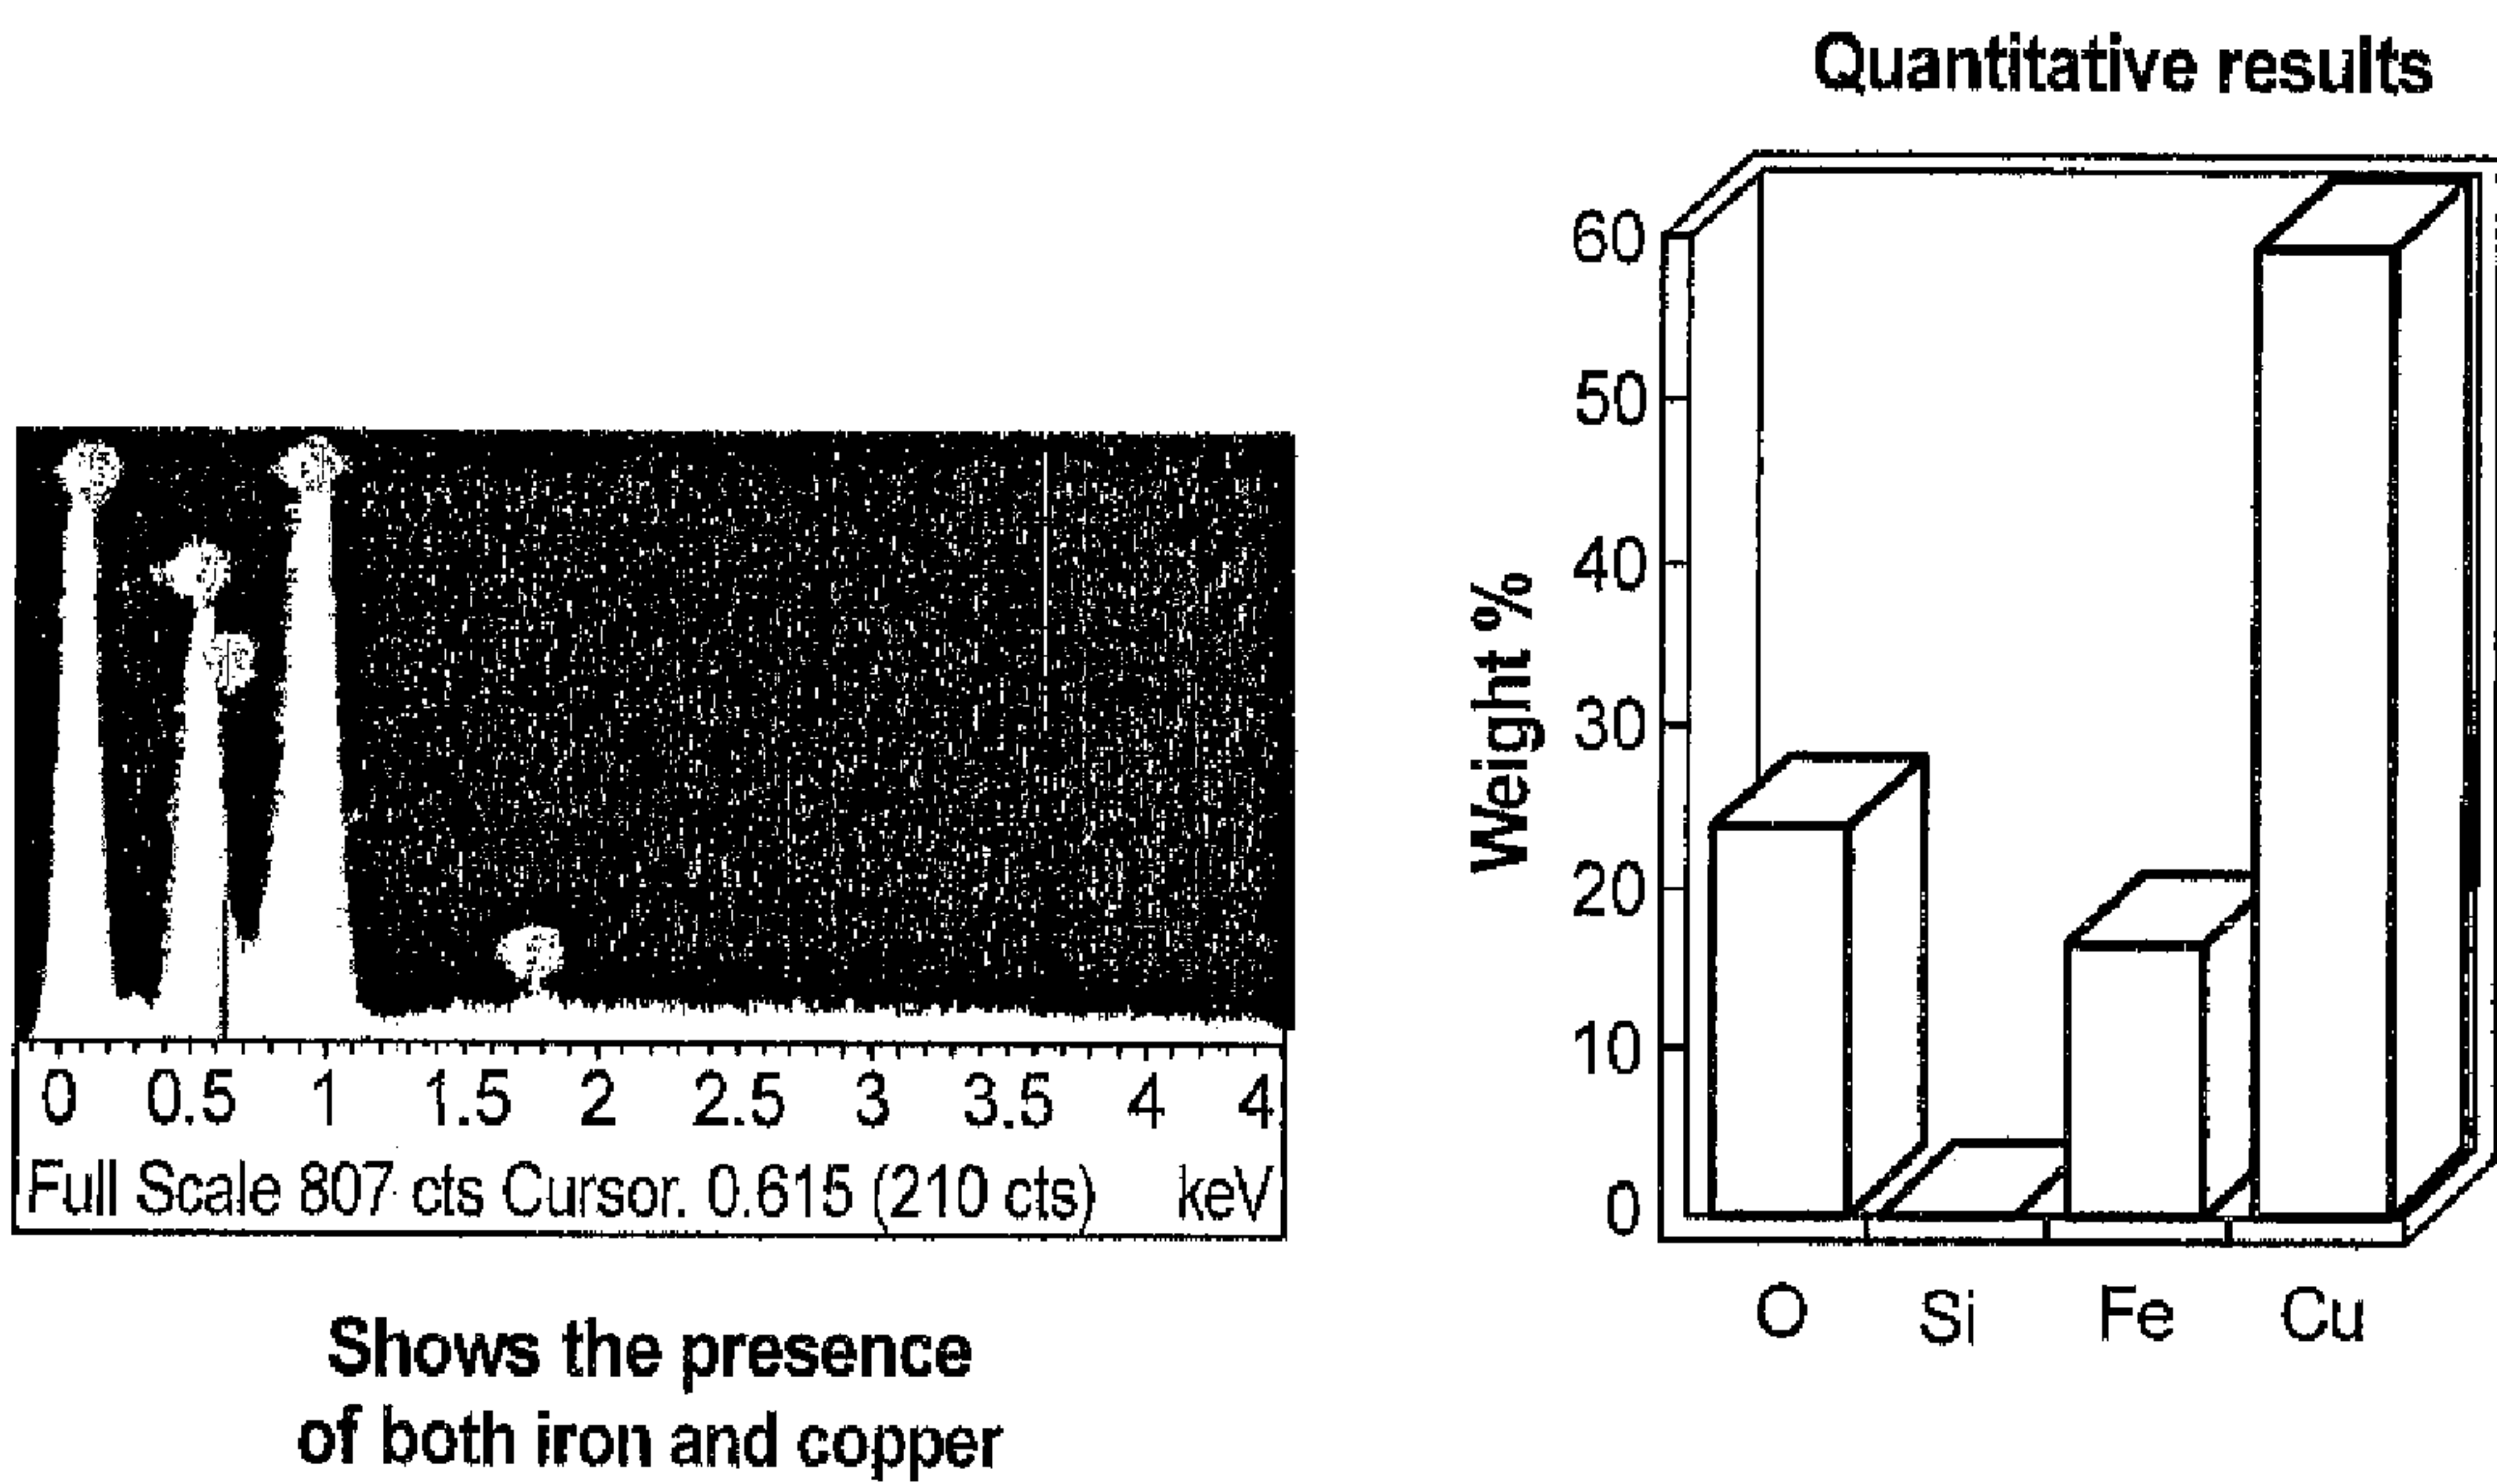 Quantitative results
60
50
40
30
20
10
0
Weight %
O Si Fe Cu
0 0.5 1 1.5 2 2.5 3 3.5 4 4
Full Scale 807 cts Cursor. 0.615 (210 cts) keV
Shows the presence
of both iron and copper